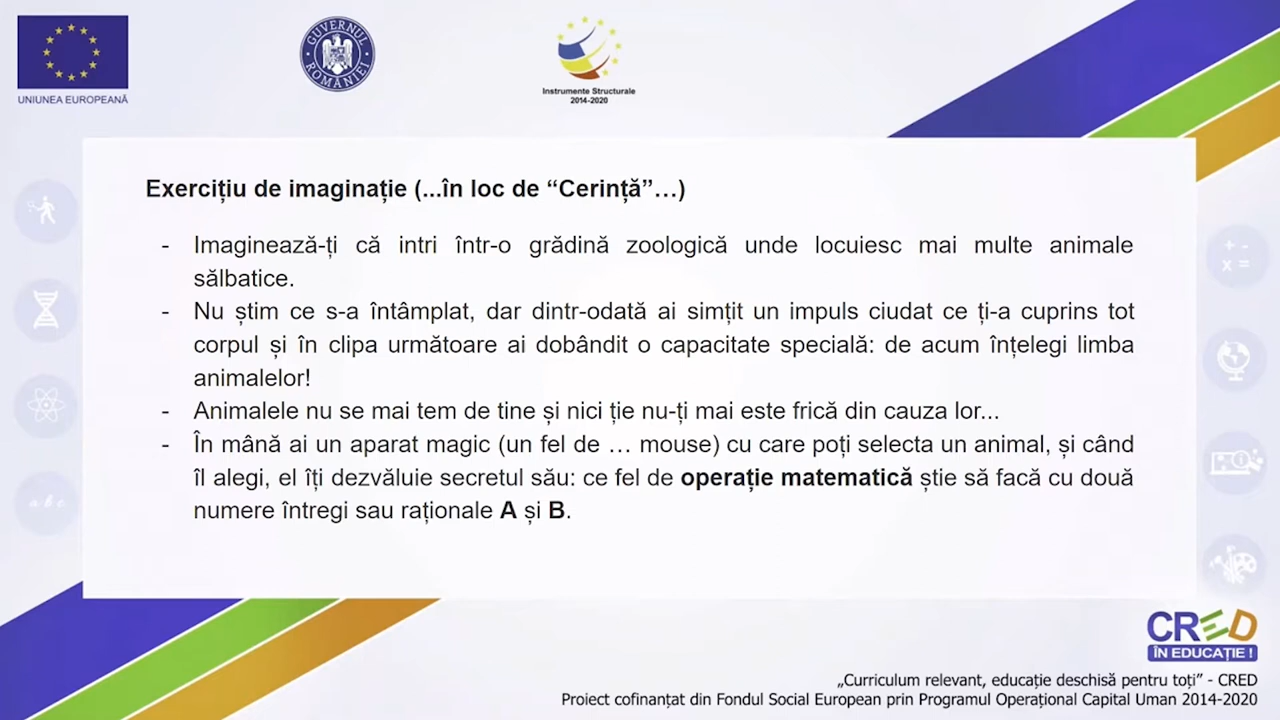 UNIUNEA EUROPEANĂ
GUVERNUL ROMÂNIEI
Instrumente Structurale
2014-2020
Exercițiu de imaginație (...în loc de “Cerință”…)
- Imaginează-ți că intri într-o grădină zoologică unde locuiesc mai multe animale
sălbatice.
- Nu știm ce s-a întâmplat, dar dintr-odată ai simțit un impuls ciudat ce ți-a cuprins tot
corpul și în clipa următoare ai dobândit o capacitate specială: de acum înțelegi limba
animalelor!
- Animalele nu se mai tem de tine și nici ție nu-ți mai este frică din cauza lor...
- În mână ai un aparat magic (un fel de … mouse) cu care poți selecta un animal, și când
îl alegi, el îți dezvăluie secretul său: ce fel de operație matematică știe să facă cu două
numere întregi sau raționale A și B.
+ -
x =
abc
CRED
ÎN EDUCAȚIE !
„Curriculum relevant, educație deschisă pentru toți” - CRED
Proiect cofinanțat din Fondul Social European prin Programul Operațional Capital Uman 2014-2020